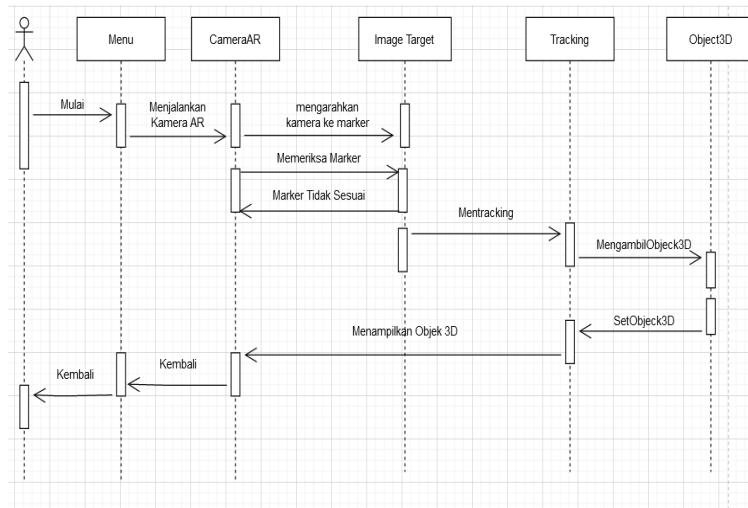 Menu
CameraAR
Image Target
Tracking
Object3D
Mulai
Menjalankan
Kamera AR
mengarahkan
kamera ke marker
Memeriksa Marker
Marker Tidak Sesuai
Mentracking
MengambilObjeck3D
SetObjeck3D
Menampilkan Objek 3D
Kembali
Kembali